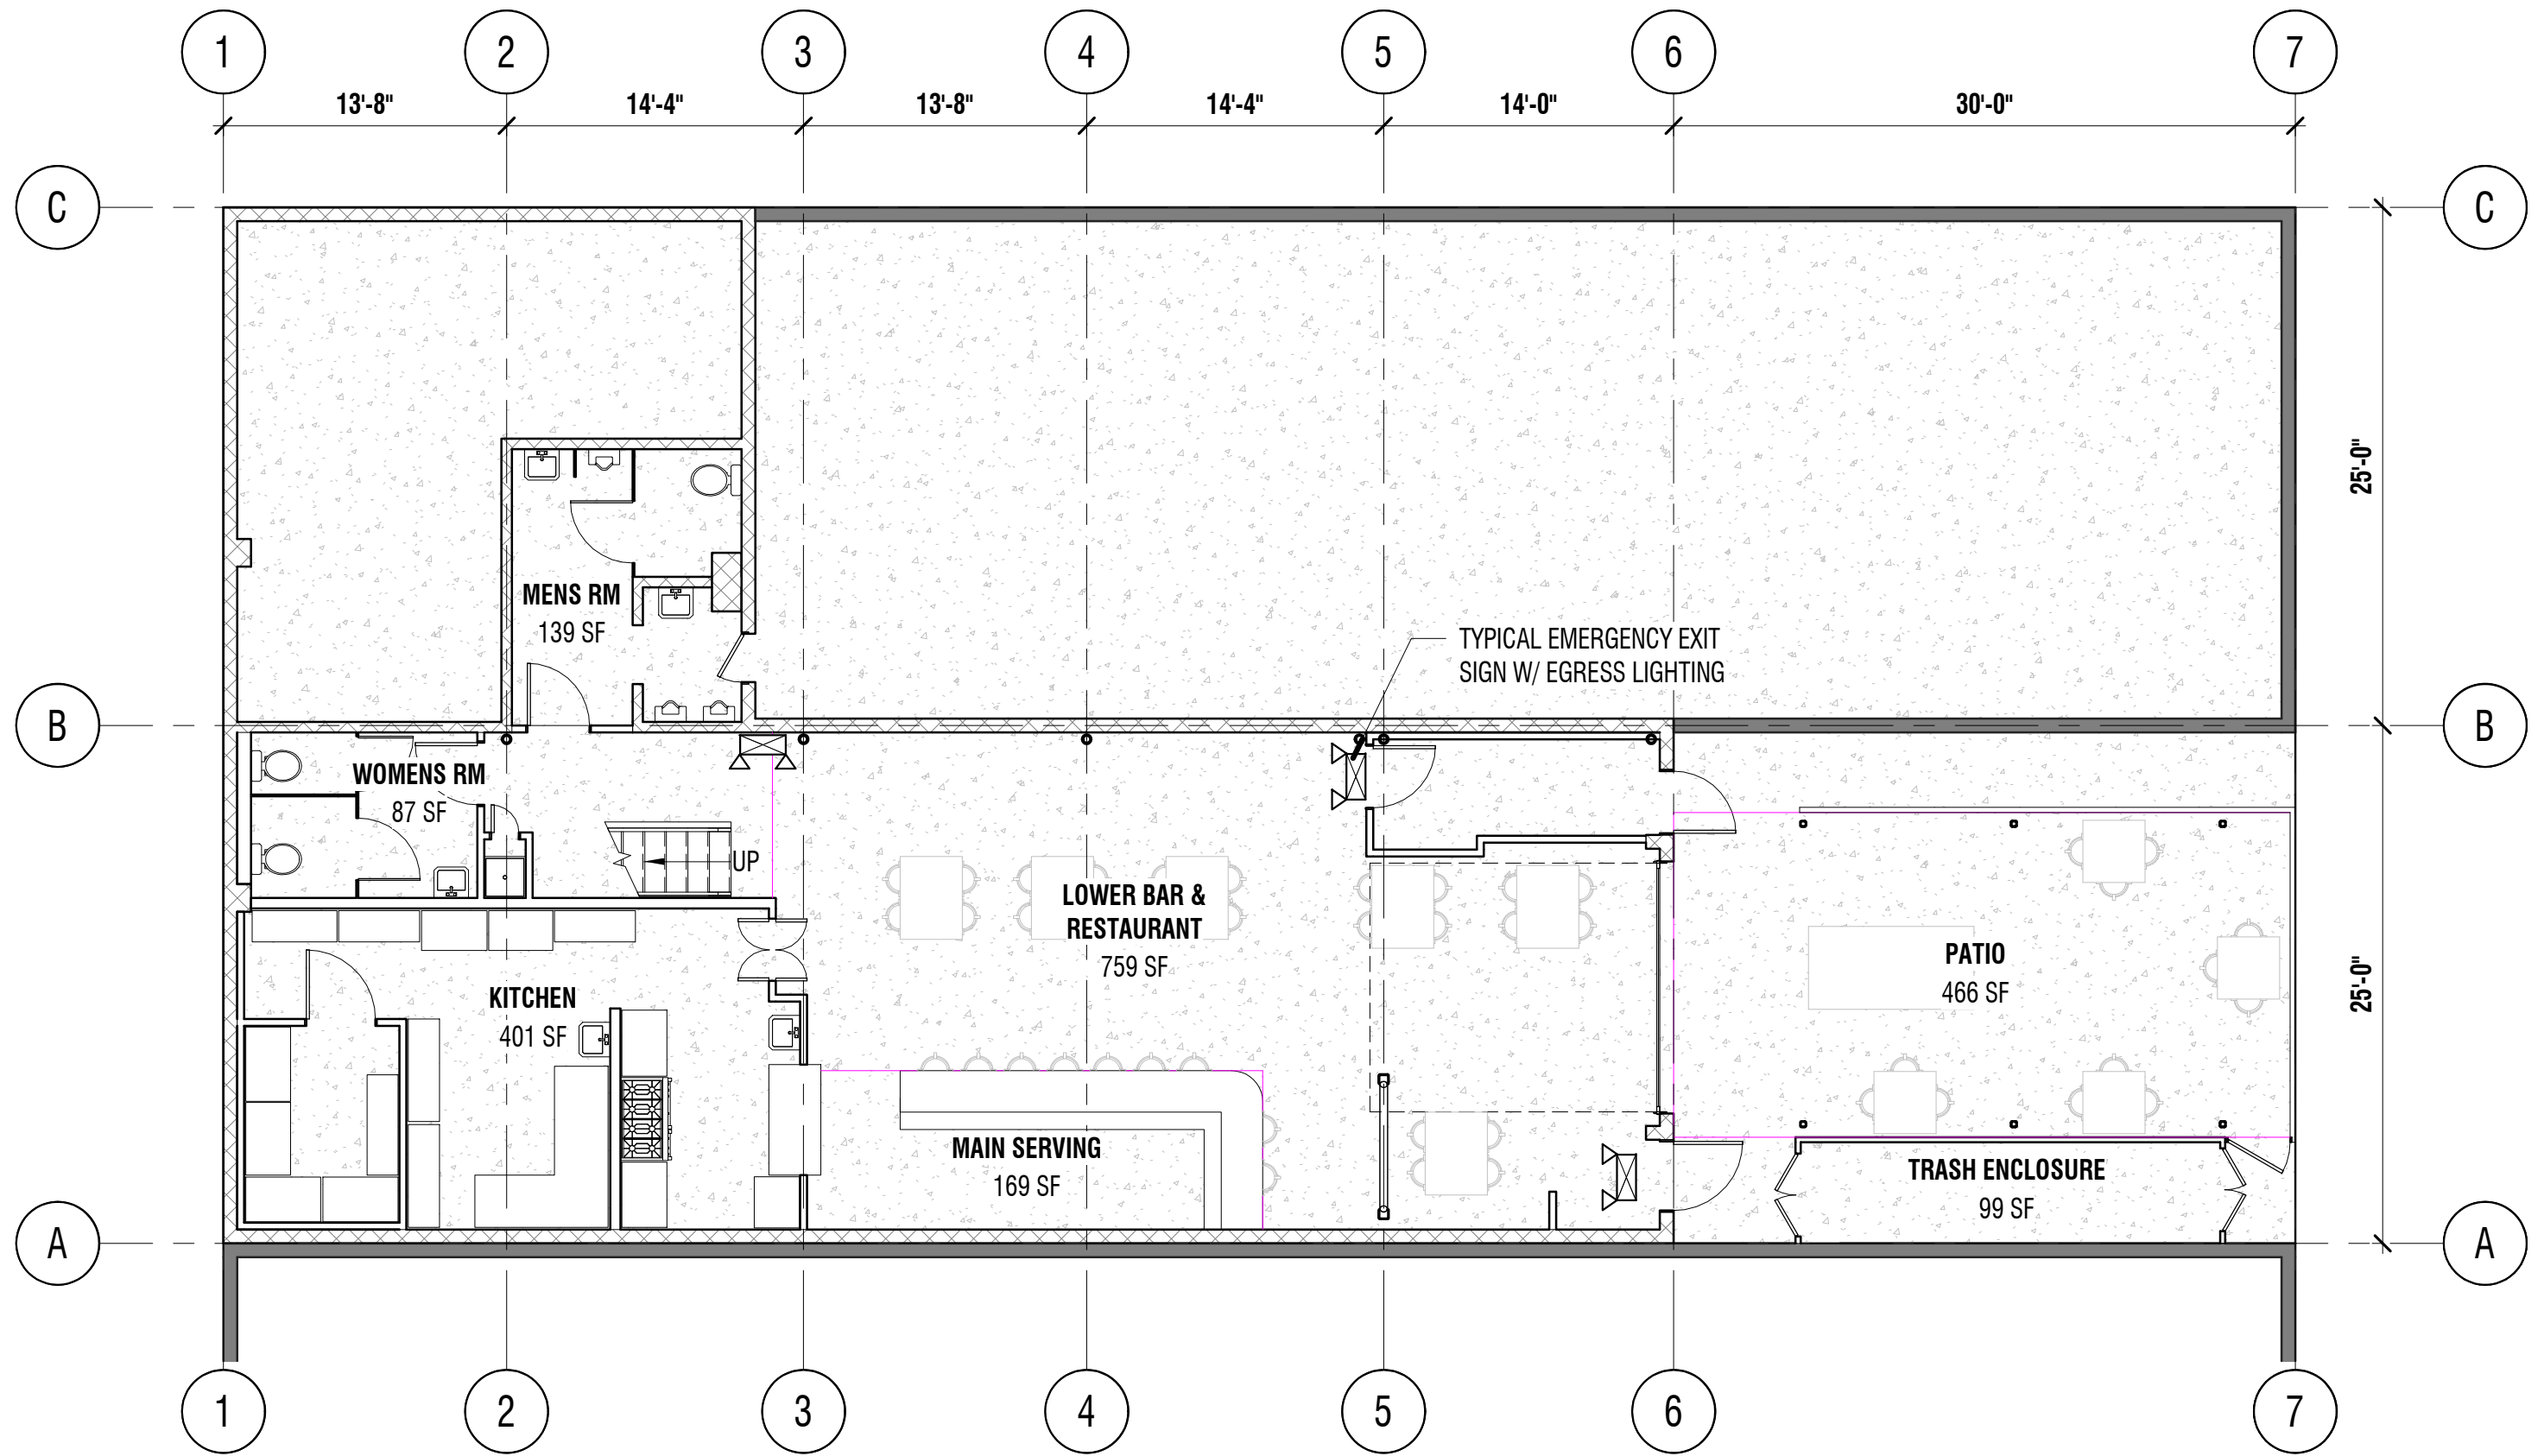 1 2 3 4 5 6 7
13'-8" 14'-4" 13'-8" 14'-4" 14'-0" 30'-0"
C C
25'-0"
MENS RM
139 SF
TYPICAL EMERGENCY EXIT
SIGN W/ EGRESS LIGHTING
B B
WOMENS RM
87 SF
UP
LOWER BAR &
RESTAURANT
759 SF
PATIO
466 SF
25'-0"
KITCHEN
401 SF
MAIN SERVING
169 SF
TRASH ENCLOSURE
99 SF
A A
1 2 3 4 5 6 7